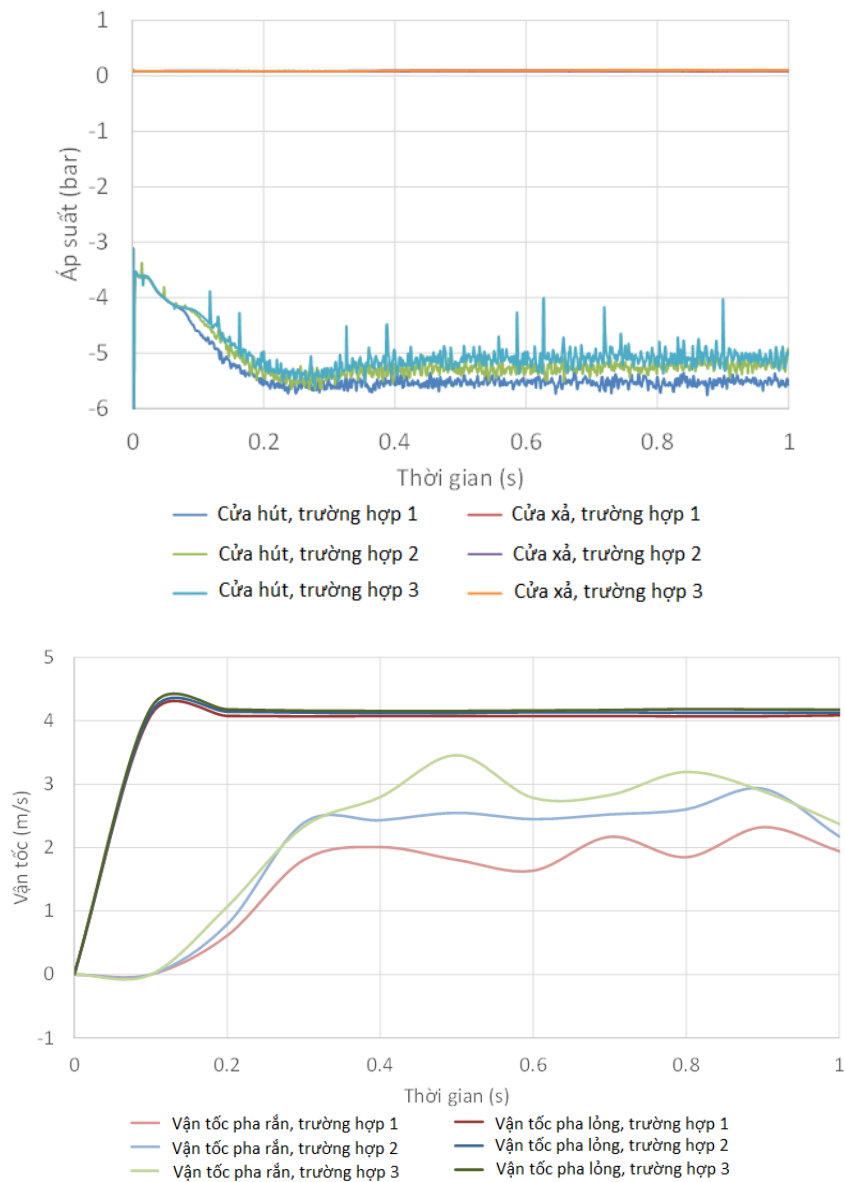 1
0
-1
-2
-3
-4
-5
-6
Áp suất (bar)
0 0.2 0.4 0.6 0.8 1
Thời gian (s)
Cửa hút, trường hợp 1 Cửa xả, trường hợp 1
Cửa hút, trường hợp 2 Cửa xả, trường hợp 2
Cửa hút, trường hợp 3 Cửa xả, trường hợp 3
5
4
3
2
1
0
-1
Vận tốc (m/s)
0 0.2 0.4 0.6 0.8 1
Thời gian (s)
Vận tốc pha rắn, trường hợp 1 Vận tốc pha lỏng, trường hợp 1
Vận tốc pha rắn, trường hợp 2 Vận tốc pha lỏng, trường hợp 2
Vận tốc pha rắn, trường hợp 3 Vận tốc pha lỏng, trường hợp 3